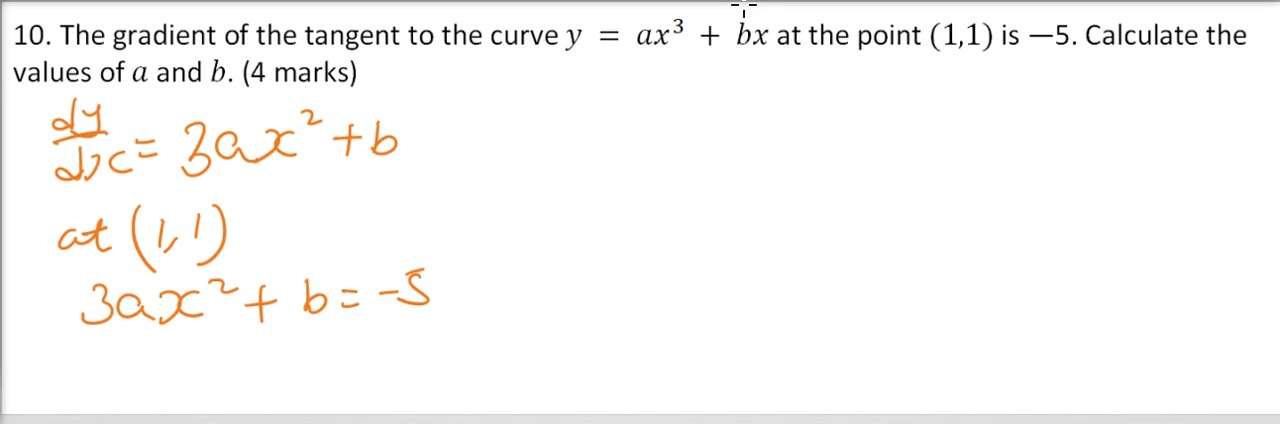 10. The gradient of the tangent to the curve y = ax³ + bx at the point (1,1) is −5. Calculate the
values of a and b. (4 marks)
dy/dx = 3ax² + b
at (1,1)
3ax² + b = -5